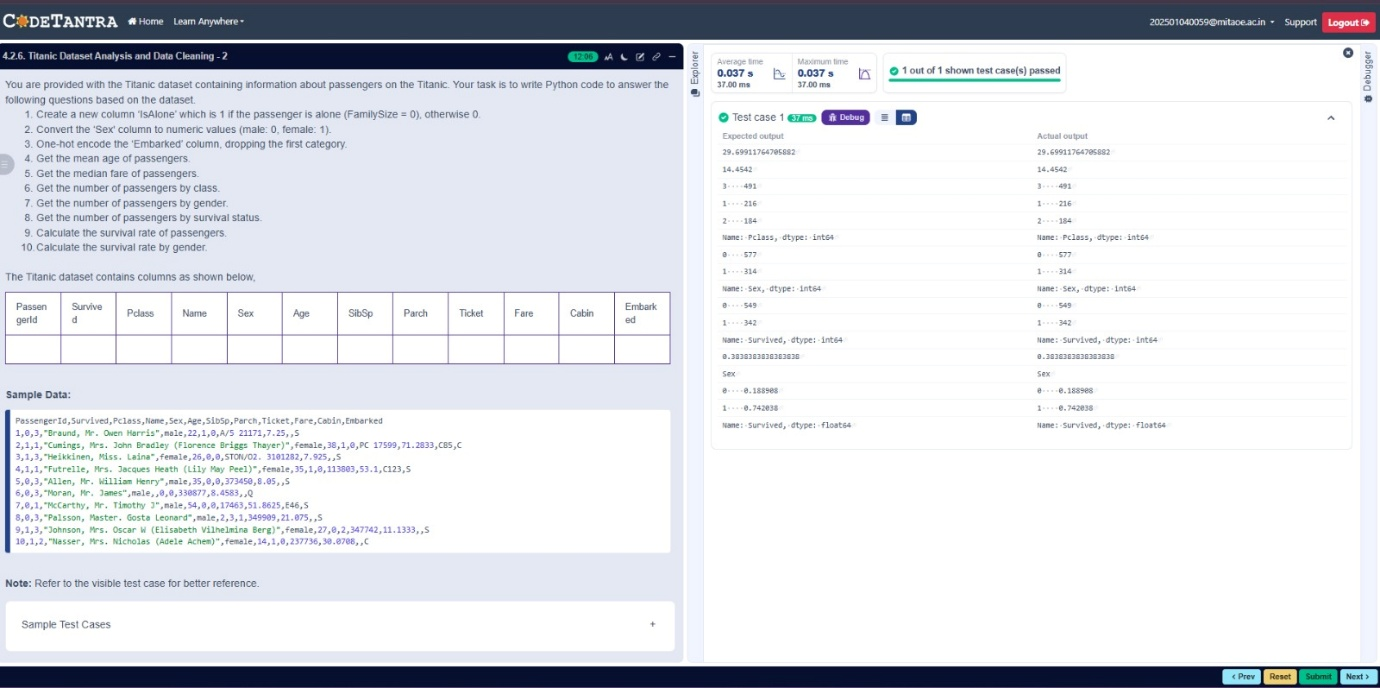 CODETANTRA Home Learn Anywhere 202501040059@mitaoe.ac.in Support Logout
4.2.6. Titanic Dataset Analysis and Data Cleaning - 2 12:06 AA
You are provided with the Titanic dataset containing information about passengers on the Titanic. Your task is to write Python code to answer the
following questions based on the dataset.
1. Create a new column 'IsAlone' which is 1 if the passenger is alone (FamilySize = 0), otherwise 0.
2. Convert the 'Sex' column to numeric values (male: 0, female: 1).
3. One-hot encode the 'Embarked' column, dropping the first category.
4. Get the mean age of passengers.
5. Get the median fare of passengers.
6. Get the number of passengers by class.
7. Get the number of passengers by gender.
8. Get the number of passengers by survival status.
9. Calculate the survival rate of passengers.
10. Calculate the survival rate by gender.
The Titanic dataset contains columns as shown below,
PassengerId Survived Pclass Name Sex Age SibSp Parch Ticket Fare Cabin Embarked
Sample Data:
PassengerId,Survived,Pclass,Name,Sex,Age,SibSp,Parch,Ticket,Fare,Cabin,Embarked
1,0,3,"Braund, Mr. Owen Harris",male,22,1,0,A/5 21171,7.25,,S
2,1,1,"Cumings, Mrs. John Bradley (Florence Briggs Thayer)",female,38,1,0,PC 17599,71.2833,C85,C
3,1,3,"Heikkinen, Miss. Laina",female,26,0,0,STON/O2. 3101282,7.925,,S
4,1,1,"Futrelle, Mrs. Jacques Heath (Lily May Peel)",female,35,1,0,113803,53.1,C123,S
5,0,3,"Allen, Mr. William Henry",male,35,0,0,373450,8.05,,S
6,0,3,"Moran, Mr. James",male,,0,0,330877,8.4583,,Q
7,0,1,"McCarthy, Mr. Timothy J",male,54,0,0,17463,51.8625,E46,S
8,0,3,"Palsson, Master. Gosta Leonard",male,2,3,1,349909,21.075,,S
9,1,3,"Johnson, Mrs. Oscar W (Elisabeth Vilhelmina Berg)",female,27,0,2,347742,11.1333,,S
10,1,2,"Nasser, Mrs. Nicholas (Adele Achem)",female,14,1,0,237736,30.0708,,C
Note: Refer to the visible test case for better reference.
Sample Test Cases +
Explorer
Average time Maximum time
0.037 s 0.037 s 1 out of 1 shown test case(s) passed
37.00 ms 37.00 ms
Test case 1 37 ms Debug
Expected output Actual output
29.69911764705882 29.69911764705882
14.4542 14.4542
3····491 3····491
1····216 1····216
2····184 2····184
Name:·Pclass,·dtype:·int64 Name:·Pclass,·dtype:·int64
0····577 0····577
1····314 1····314
Name:·Sex,·dtype:·int64 Name:·Sex,·dtype:·int64
0····549 0····549
1····342 1····342
Name:·Survived,·dtype:·int64 Name:·Survived,·dtype:·int64
0.3838383838383838 0.3838383838383838
Sex Sex
0····0.188908 0····0.188908
1····0.742038 1····0.742038
Name:·Survived,·dtype:·float64 Name:·Survived,·dtype:·float64
Debugger
< Prev Reset Submit Next >